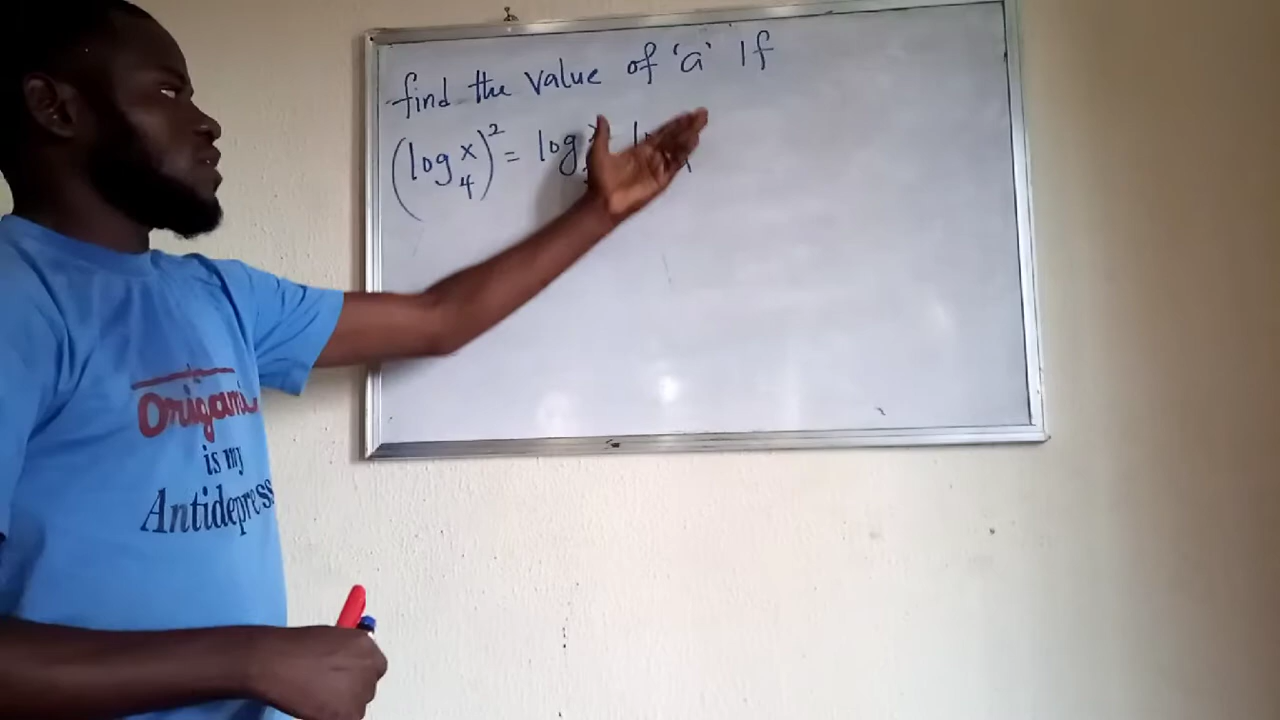 find the value of 'a' If
(log x 4)² = log
Origami
is my
Antidepress